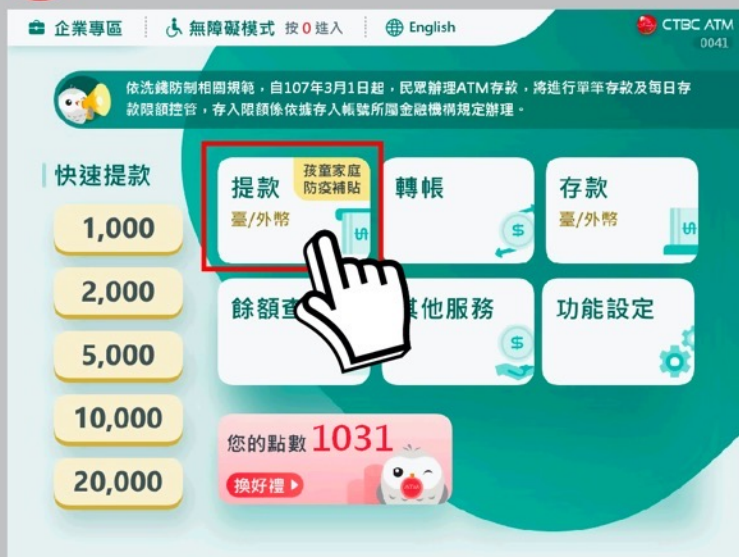 企業專區
無障礙模式 按 0 進入
English
CTBC ATM
0041
依洗錢防制相關規範，自107年3月1日起，民眾辦理ATM存款，將進行單筆存款及每日存
款限額控管，存入限額係依據存入帳號所屬金融機構規定辦理。
快速提款
1,000
2,000
5,000
10,000
20,000
提款
孩童家庭
防疫補貼
臺/外幣
轉帳
存款
臺/外幣
餘額查
其他服務
功能設定
您的點數 1031
換好禮
ATM